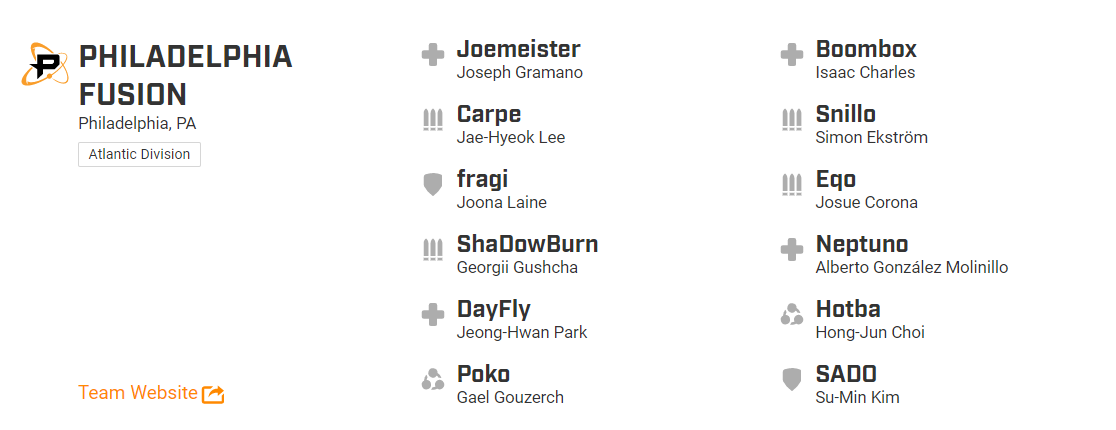 PHILADELPHIA
FUSION
Philadelphia, PA
Atlantic Division
Team Website
Joemeister
Joseph Gramano
Carpe
Jae-Hyeok Lee
fragi
Joona Laine
ShaDowBurn
Georgii Gushcha
DayFly
Jeong-Hwan Park
Poko
Gael Gouzerch
Boombox
Isaac Charles
Snillo
Simon Ekström
Eqo
Josue Corona
Neptuno
Alberto González Molinillo
Hotba
Hong-Jun Choi
SADO
Su-Min Kim